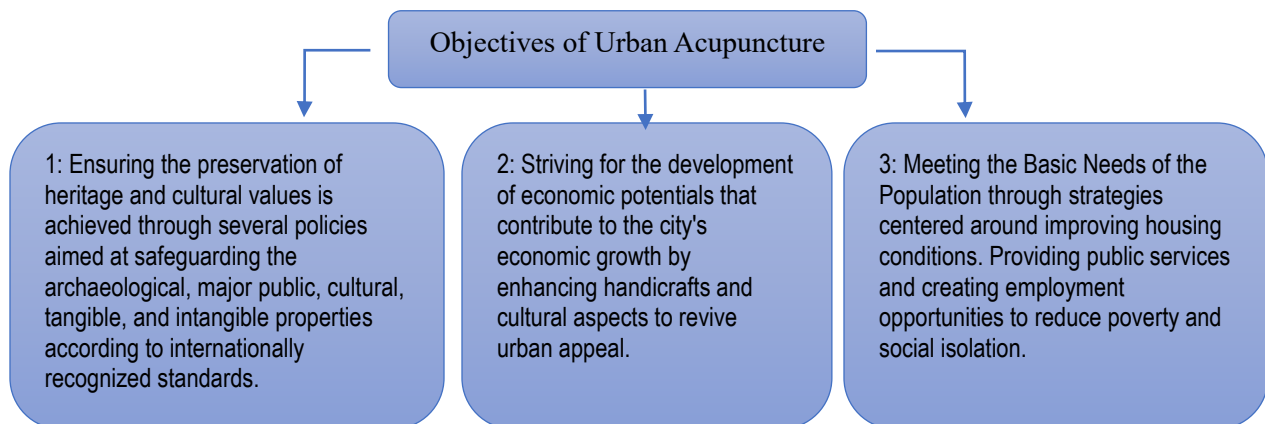 Objectives of Urban Acupuncture
1: Ensuring the preservation of
heritage and cultural values is
achieved through several policies
aimed at safeguarding the
archaeological, major public, cultural,
tangible, and intangible properties
according to internationally
recognized standards.
2: Striving for the development
of economic potentials that
contribute to the city's
economic growth by
enhancing handicrafts and
cultural aspects to revive
urban appeal.
3: Meeting the Basic Needs of the
Population through strategies
centered around improving housing
conditions. Providing public services
and creating employment
opportunities to reduce poverty and
social isolation.